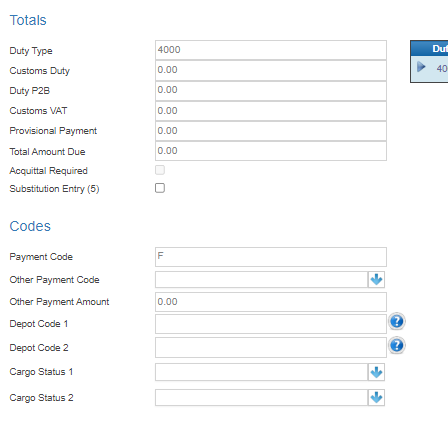 Totals
Duty Type 4000
Customs Duty 0.00
Duty P2B 0.00
Customs VAT 0.00
Provisional Payment 0.00
Total Amount Due 0.00
Acquittal Required
Substitution Entry (5)
Dut
40
Codes
Payment Code F
Other Payment Code
Other Payment Amount 0.00
Depot Code 1
Depot Code 2
Cargo Status 1
Cargo Status 2